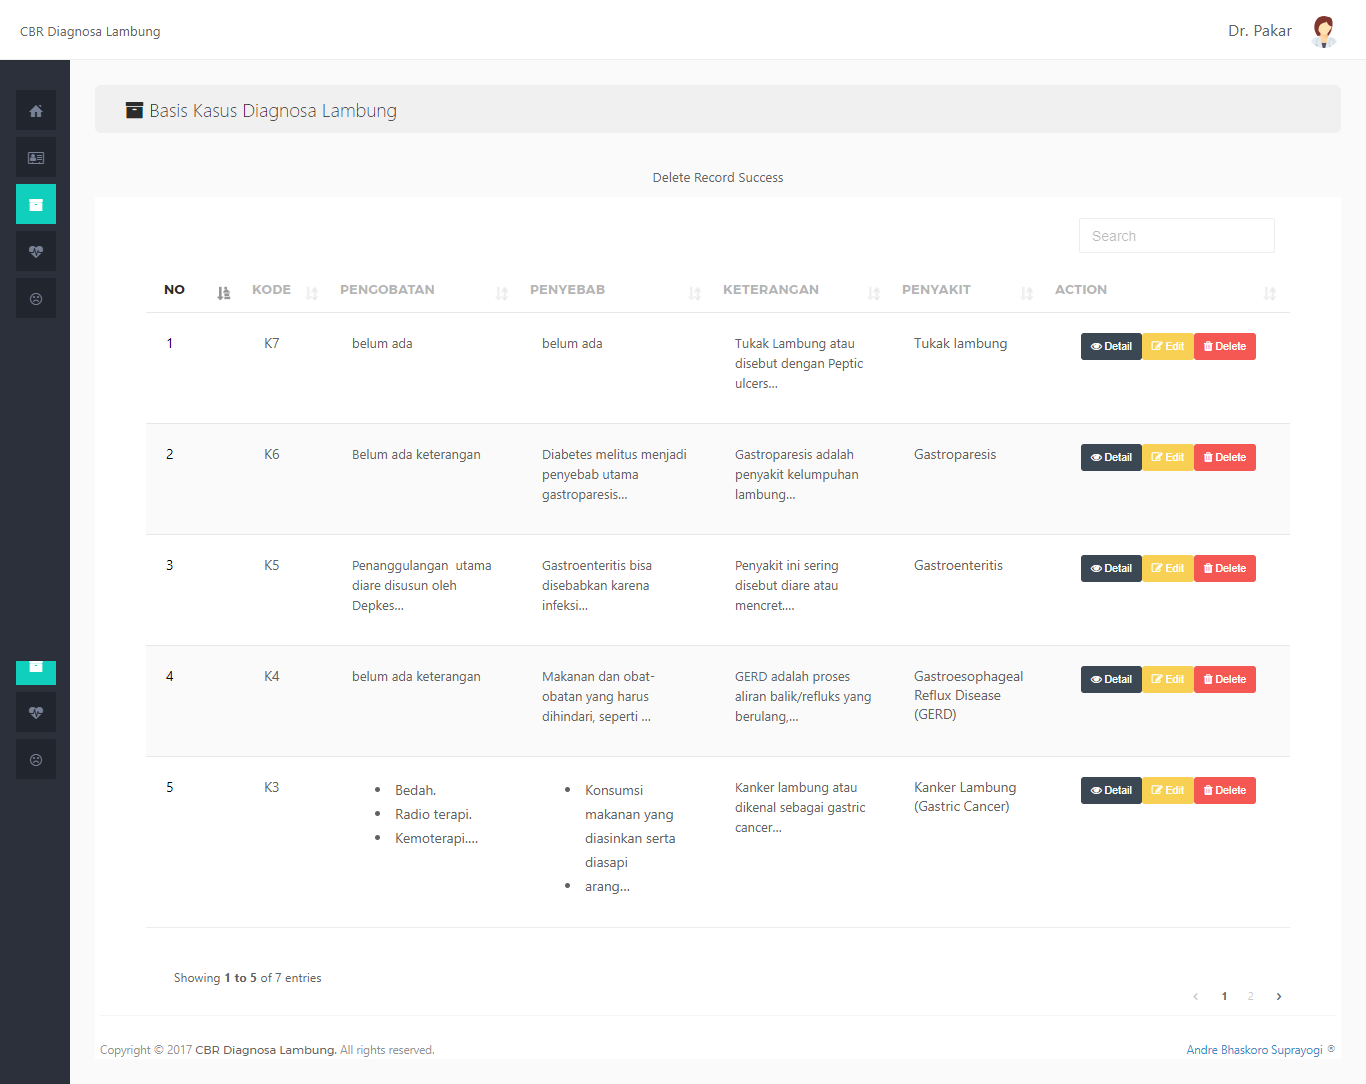 CBR Diagnosa Lambung
Dr. Pakar
Basis Kasus Diagnosa Lambung
Delete Record Success
Search
NO KODE PENGOBATAN PENYEBAB KETERANGAN PENYAKIT ACTION
1 K7 belum ada belum ada Tukak Lambung atau Tukak lambung Detail Edit Delete
disebut dengan Peptic
ulcers...
2 K6 Belum ada keterangan Diabetes melitus menjadi Gastroparesis adalah Gastroparesis Detail Edit Delete
penyebab utama penyakit kelumpuhan
gastroparesis... lambung...
3 K5 Penanggulangan utama Gastroenteritis bisa Penyakit ini sering Gastroenteritis Detail Edit Delete
diare disusun oleh disebabkan karena disebut diare atau
Depkes... infeksi... mencret....
4 K4 belum ada keterangan Makanan dan obat- GERD adalah proses Gastroesophageal Detail Edit Delete
obatan yang harus aliran balik/refluks yang Reflux Disease
dihindari, seperti ... berulang,... (GERD)
5 K3 • Bedah. • Konsumsi Kanker lambung atau Kanker Lambung Detail Edit Delete
• Radio terapi. makanan yang dikenal sebagai gastric (Gastric Cancer)
• Kemoterapi.... diasinkan serta cancer...
diasapi
• arang...
Showing 1 to 5 of 7 entries
‹ 1 2 ›
Copyright © 2017 CBR Diagnosa Lambung. All rights reserved.
Andre Bhaskoro Suprayogi ®